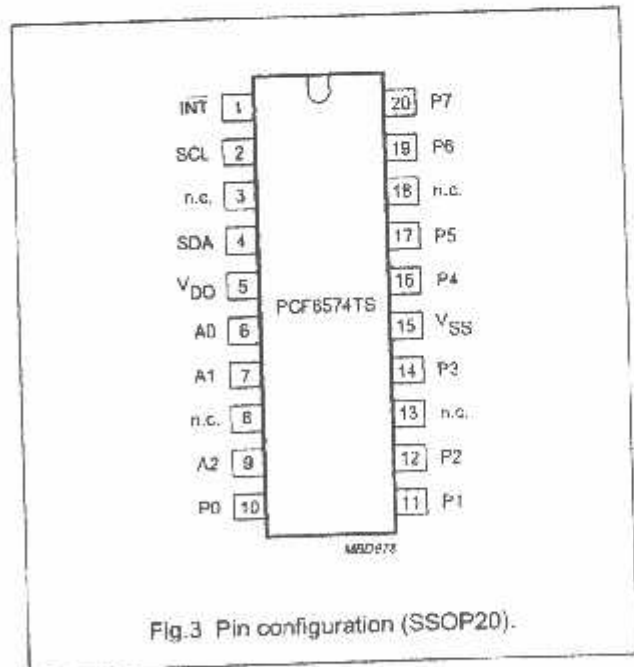 INT 1 20 P7
SCL 2 19 P6
n.c. 3 18 n.c.
SDA 4 17 P5
VDD 5 16 P4
PCF8574TS
A0 6 15 VSS
A1 7 14 P3
n.c. 8 13 n.c.
A2 9 12 P2
P0 10 11 P1
MBD978
Fig.3 Pin configuration (SSOP20).